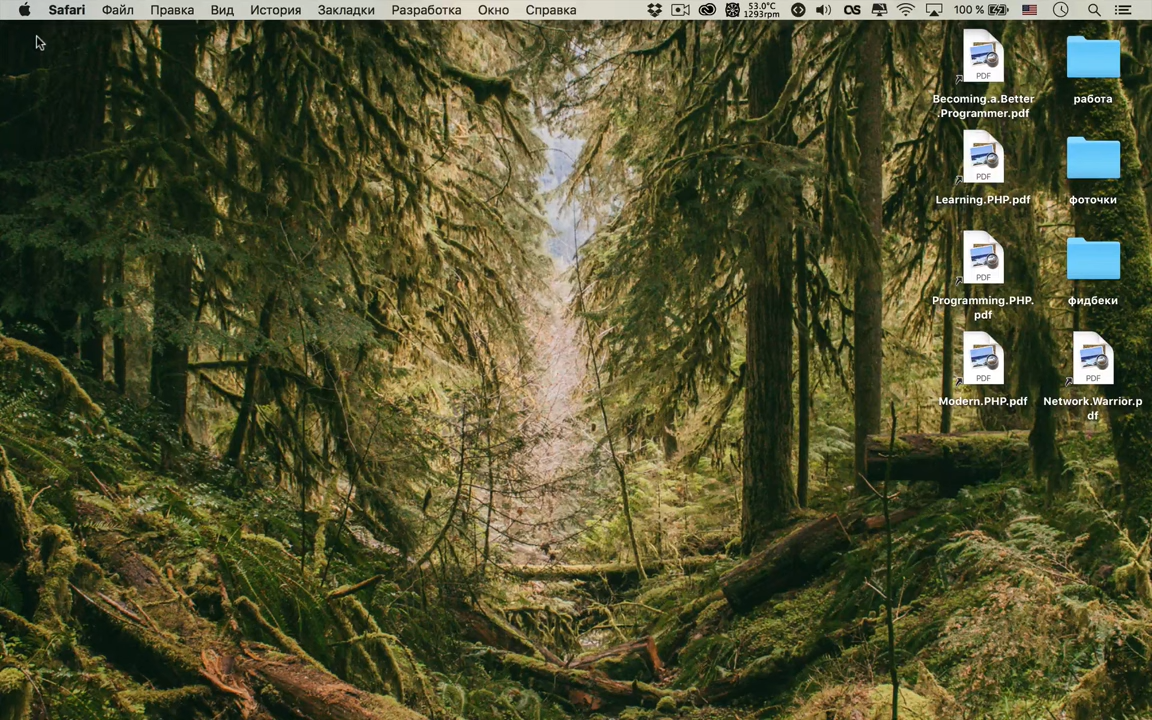 Safari Файл Правка Вид История Закладки Разработка Окно Справка
53.0°C
1293rpm
100 %
PDF
Becoming.a.Better
.Programmer.pdf
работа
PDF
Learning.PHP.pdf
фоточки
PDF
Programming.PHP.
pdf
фидбеки
PDF
Modern.PHP.pdf
PDF
Network.Warrior.p
df